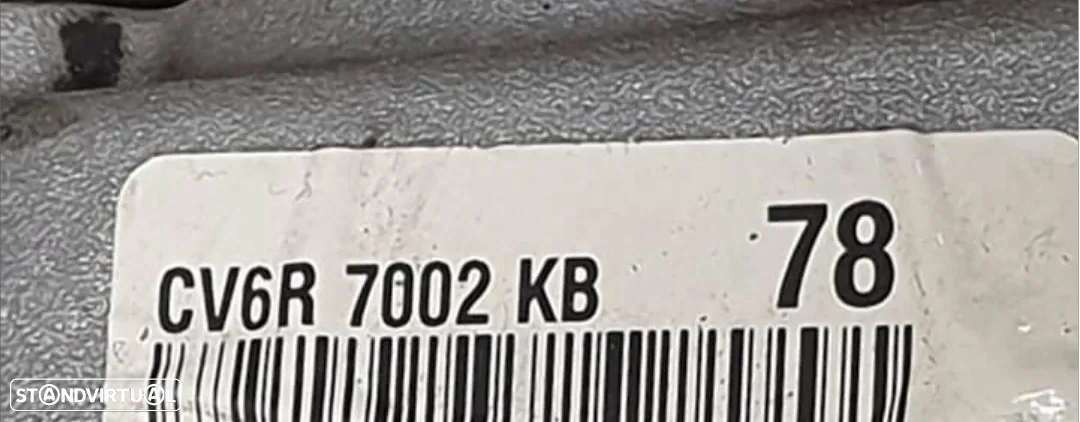 78
CV6R 7002 KB
STANDVIRTUAL